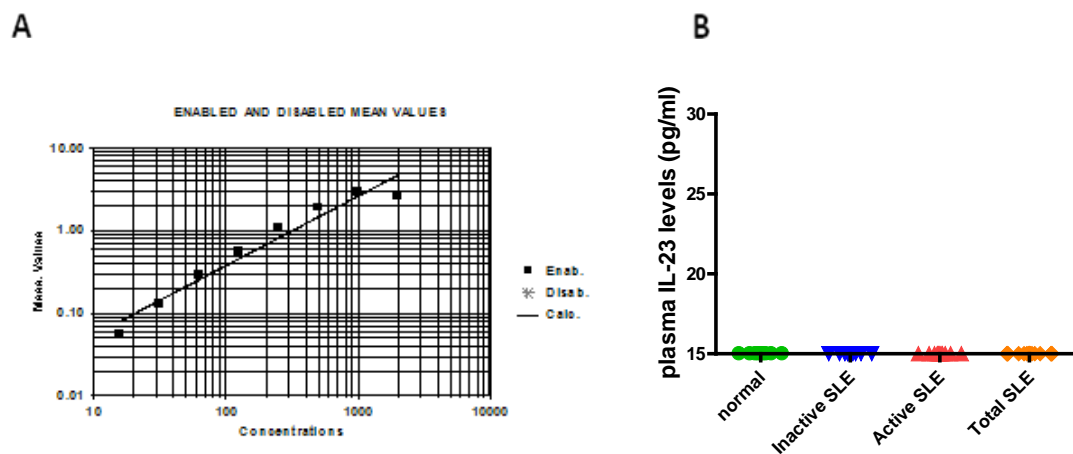 A
B
ENABLED AND DISABLED MEAN VALUES
Mean. Values
10.00
1.00
0.10
0.01
10
100
1000
10000
Concentrations
Enab.
Disab.
Calc.
plasma IL-23 levels (pg/ml)
30
25
20
15
normal
Inactive SLE
Active SLE
Total SLE